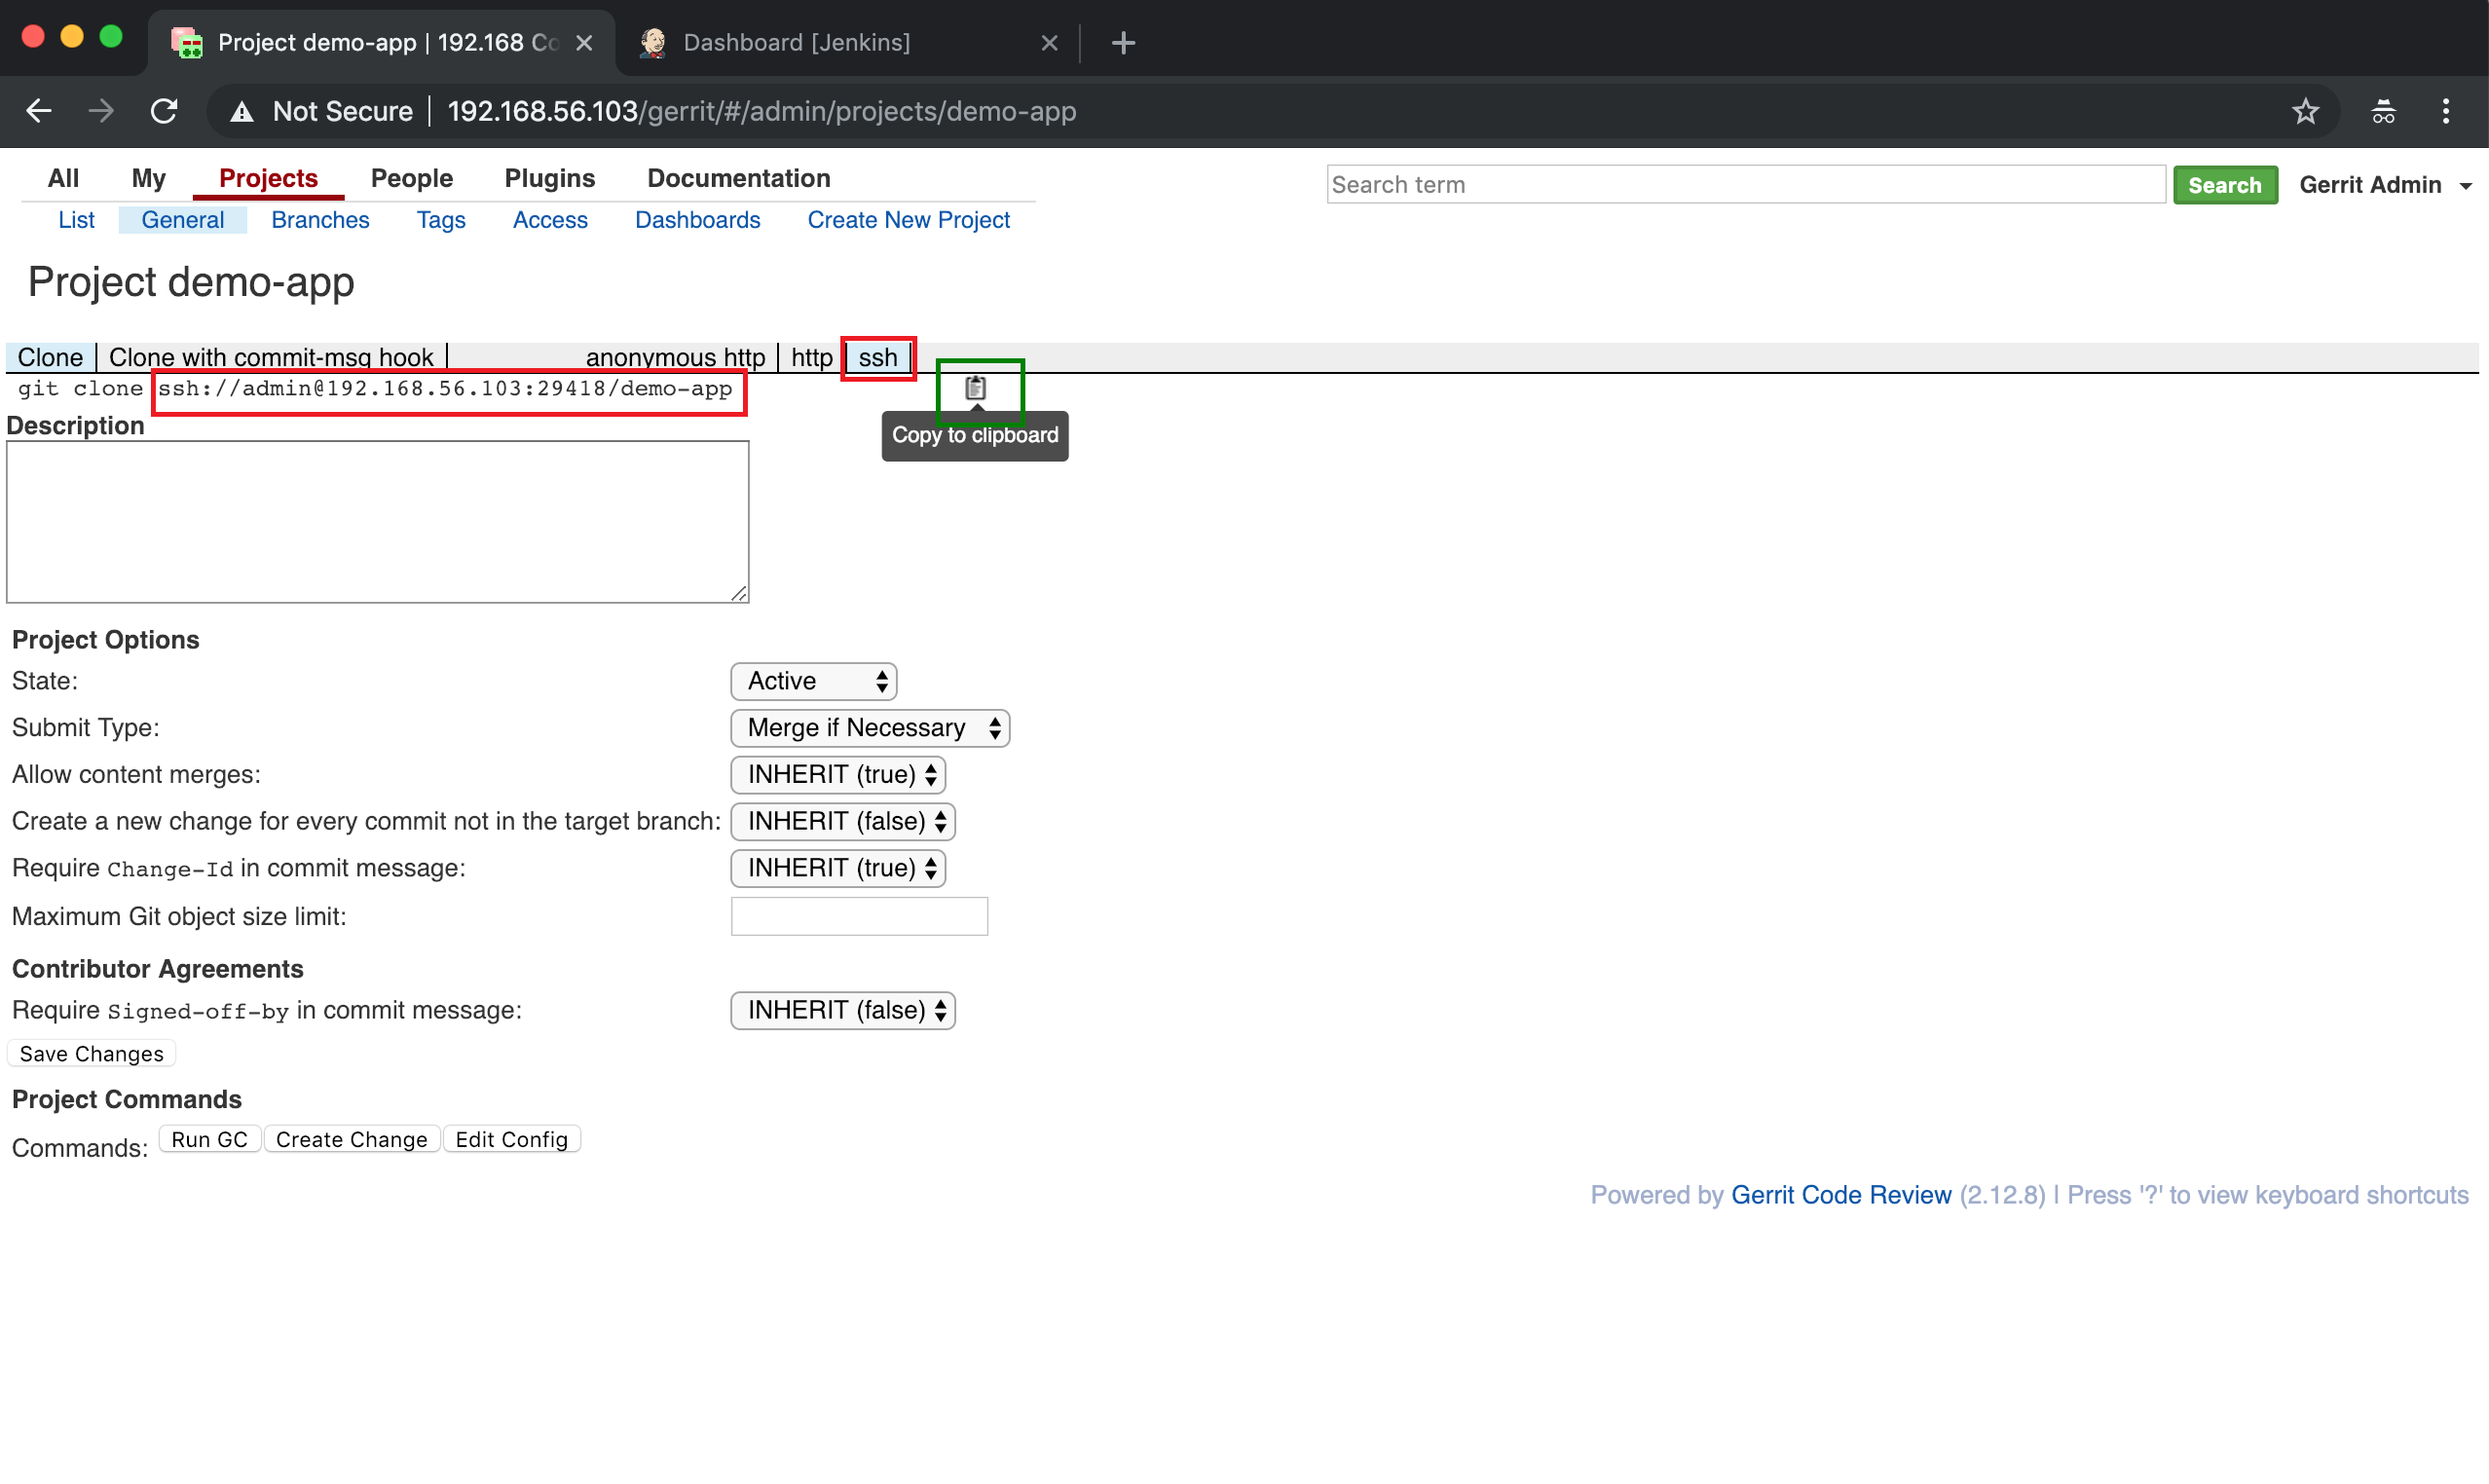 Project demo-app | 192.168 Co
Dashboard [Jenkins]
Not Secure 192.168.56.103/gerrit/#/admin/projects/demo-app
All My Projects People Plugins Documentation
Search term Search Gerrit Admin
List General Branches Tags Access Dashboards Create New Project
Project demo-app
Clone Clone with commit-msg hook anonymous http http ssh
git clone ssh://admin@192.168.56.103:29418/demo-app
Copy to clipboard
Description
Project Options
State: Active
Submit Type: Merge if Necessary
Allow content merges: INHERIT (true)
Create a new change for every commit not in the target branch: INHERIT (false)
Require Change-Id in commit message: INHERIT (true)
Maximum Git object size limit:
Contributor Agreements
Require Signed-off-by in commit message: INHERIT (false)
Save Changes
Project Commands
Commands: Run GC Create Change Edit Config
Powered by Gerrit Code Review (2.12.8) | Press '?' to view keyboard shortcuts